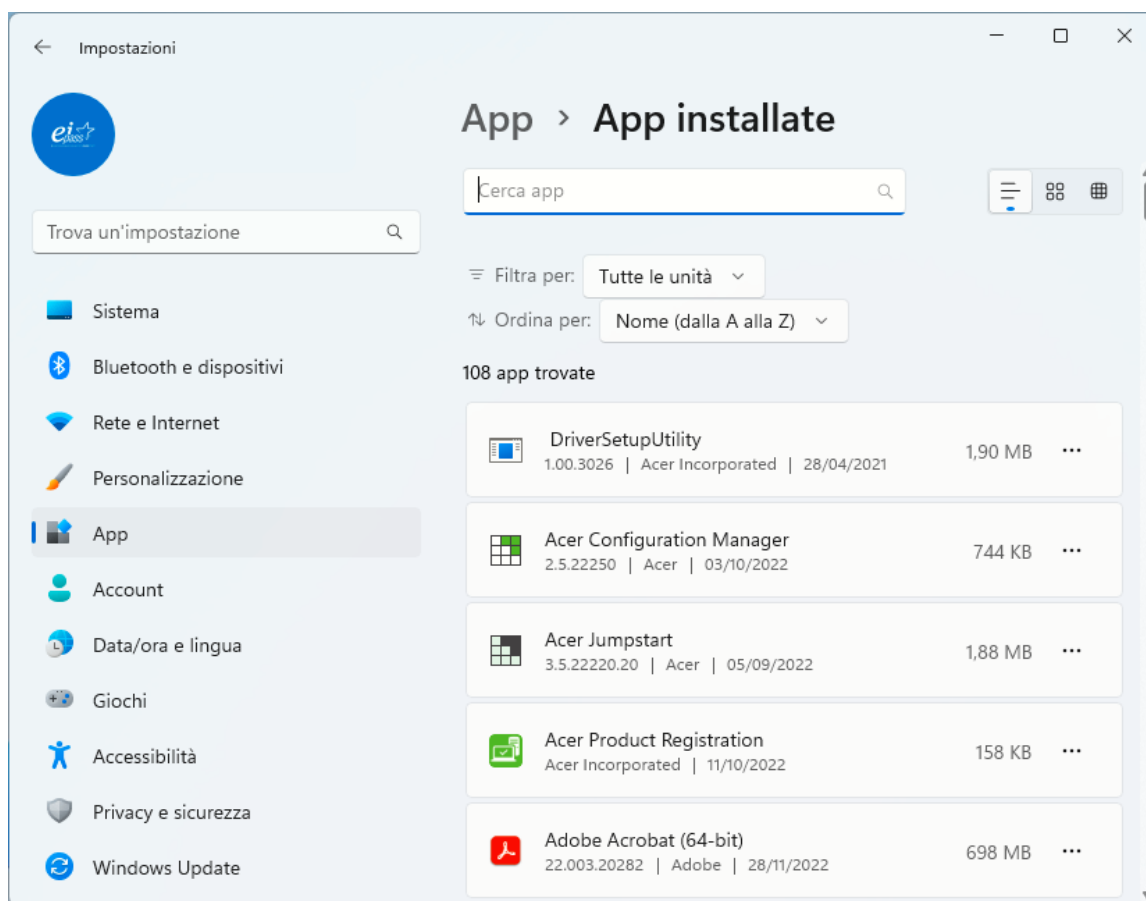 Impostazioni
eipass
App > App installate
Cerca app
Trova un'impostazione
Filtra per: Tutte le unità
Ordina per: Nome (dalla A alla Z)
108 app trovate
Sistema
Bluetooth e dispositivi
Rete e Internet
Personalizzazione
App
Account
Data/ora e lingua
Giochi
Accessibilità
Privacy e sicurezza
Windows Update
DriverSetupUtility
1.00.3026 | Acer Incorporated | 28/04/2021
1,90 MB
Acer Configuration Manager
2.5.22250 | Acer | 03/10/2022
744 KB
Acer Jumpstart
3.5.22220.20 | Acer | 05/09/2022
1,88 MB
Acer Product Registration
Acer Incorporated | 11/10/2022
158 KB
Adobe Acrobat (64-bit)
22.003.20282 | Adobe | 28/11/2022
698 MB